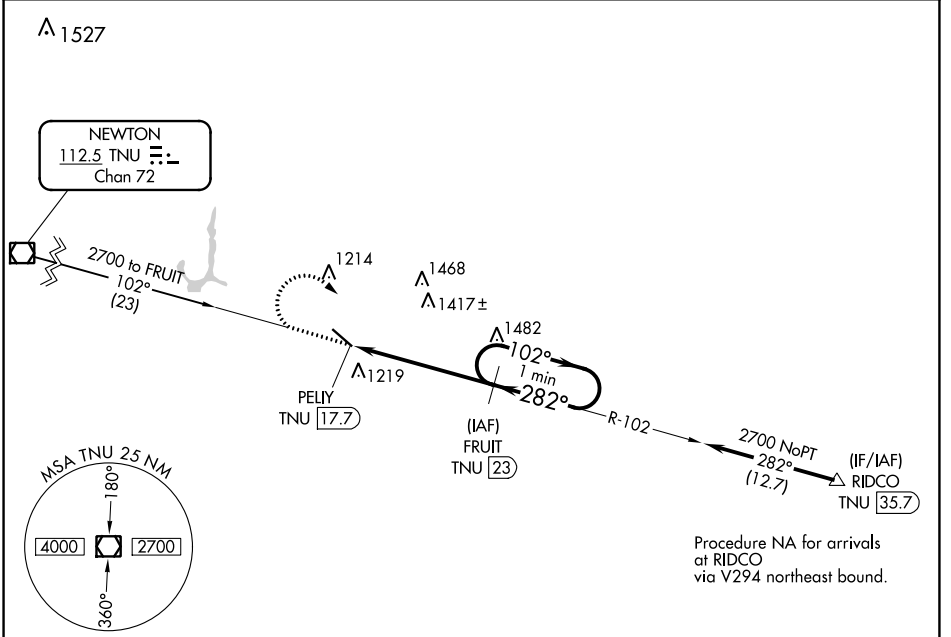 1527
NEWTON
112.5 TNU
Chan 72
2700 to FRUIT
102°
(23)
1214
1468
1417±
1482
102°
1 min
282°
1219
PELIY
TNU 17.7
(IAF)
FRUIT
TNU 23
R-102
2700 NoPT
282°
(12.7)
(IF/IAF)
RIDCO
TNU 35.7
MSA TNU 25 NM
180°
4000
2700
360°
Procedure NA for arrivals
at RIDCO
via V294 northeast bound.